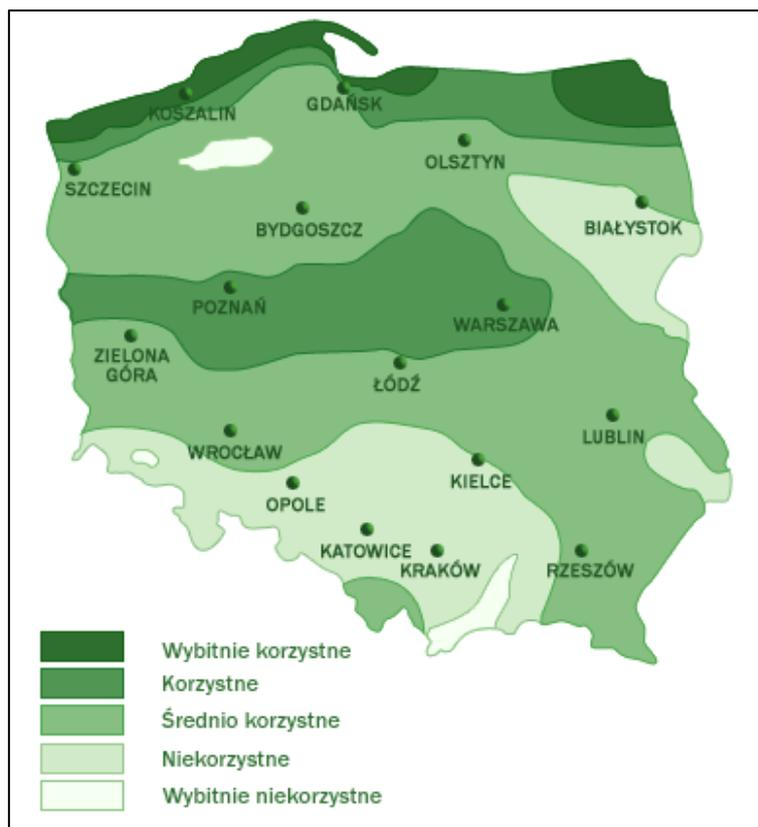 KOSZALIN
GDAŃSK
OLSZTYN
SZCZECIN
BYDGOSZCZ
BIAŁYSTOK
POZNAŃ
WARSZAWA
ZIELONA
GÓRA
ŁÓDŹ
LUBLIN
WROCŁAW
KIELCE
OPOLE
KATOWICE
KRAKÓW
RZESZÓW
Wybitnie korzystne
Korzystne
Średnio korzystne
Niekorzystne
Wybitnie niekorzystne